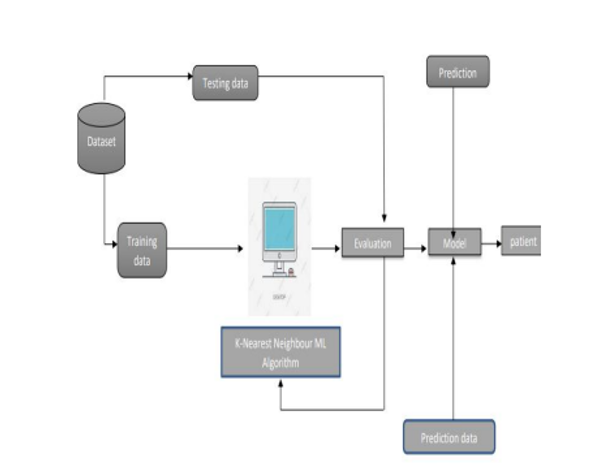 Testing data
Prediction
Dataset
Training
data
Evaluation
Model
patient
K-Nearest Neighbour ML
Algorithm
Prediction data